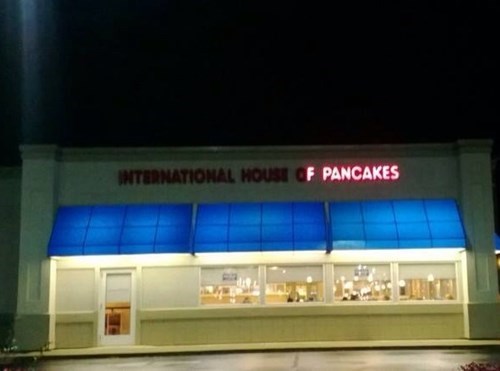 INTERNATIONAL HOUSE OF PANCAKES